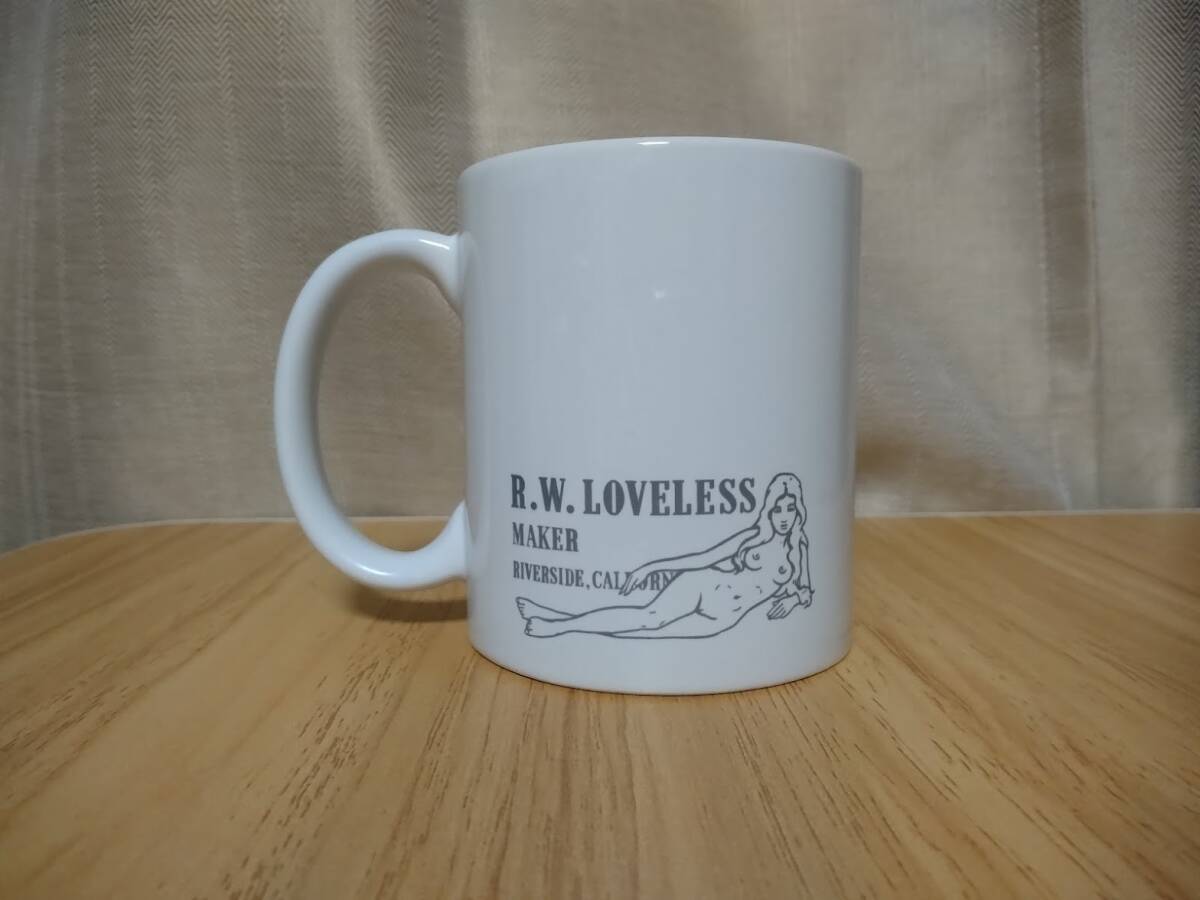 R.W. LOVELESS
MAKER
RIVERSIDE, CALIFORN